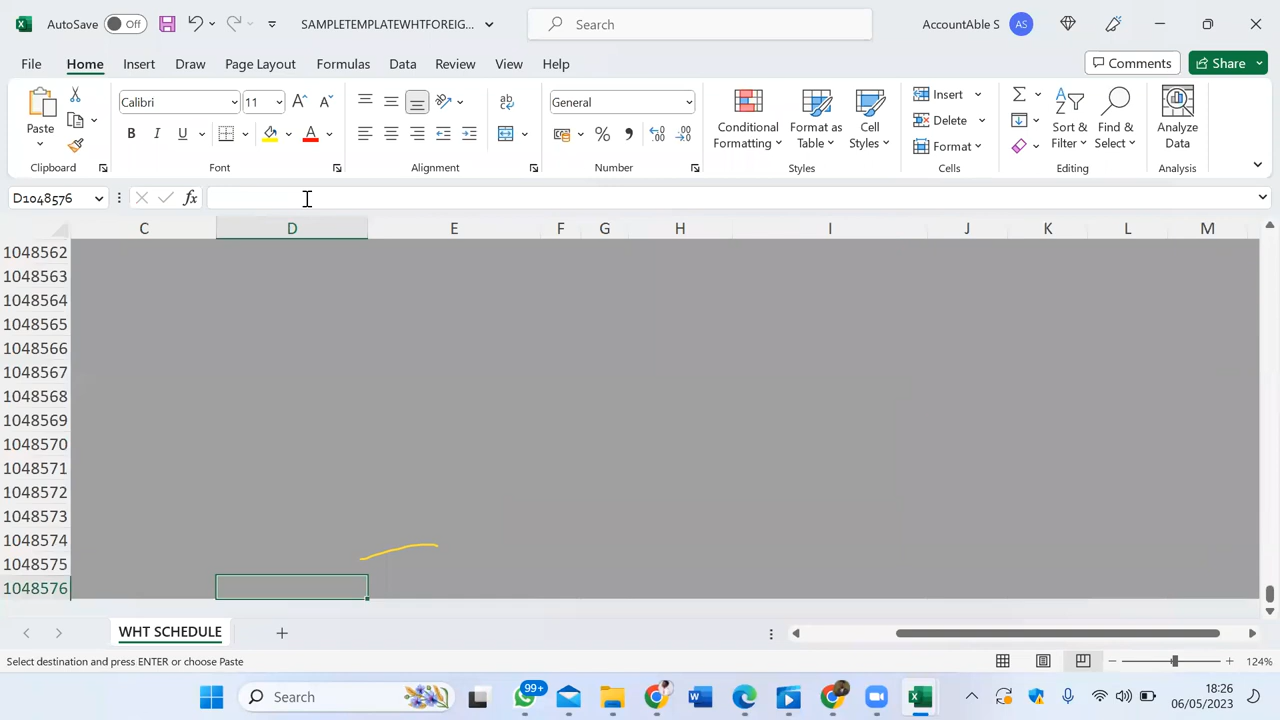 AutoSave Off SAMPLETEMPLATEWHTFOREIG... Search AccountAble S AS
File Home Insert Draw Page Layout Formulas Data Review View Help Comments Share
Paste Calibri 11 General Conditional Formatting Format as Table Cell Styles Insert Delete Format Sort & Filter Find & Select Analyze Data
B I U A % ,
Clipboard Font Alignment Number Styles Cells Editing Analysis
D1048576 fx
C D E F G H I J K L M
1048562
1048563
1048564
1048565
1048566
1048567
1048568
1048569
1048570
1048571
1048572
1048573
1048574
1048575
1048576
WHT SCHEDULE
Select destination and press ENTER or choose Paste 124%
Search 99+ 18:26
06/05/2023